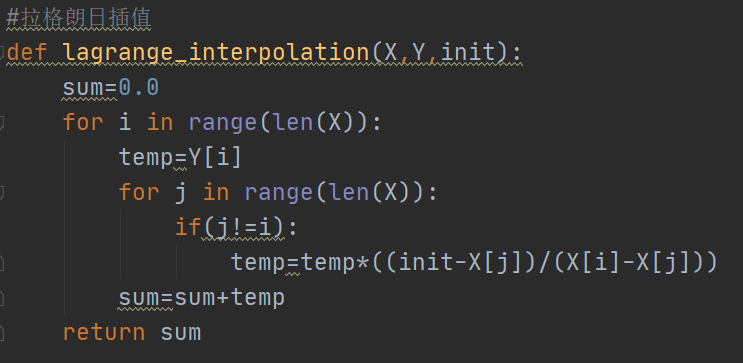 #拉格朗日插值
def lagrange_interpolation(X,Y,init):
    sum=0.0
    for i in range(len(X)):
        temp=Y[i]
        for j in range(len(X)):
            if(j!=i):
                temp=temp*((init-X[j])/(X[i]-X[j]))
        sum=sum+temp
    return sum